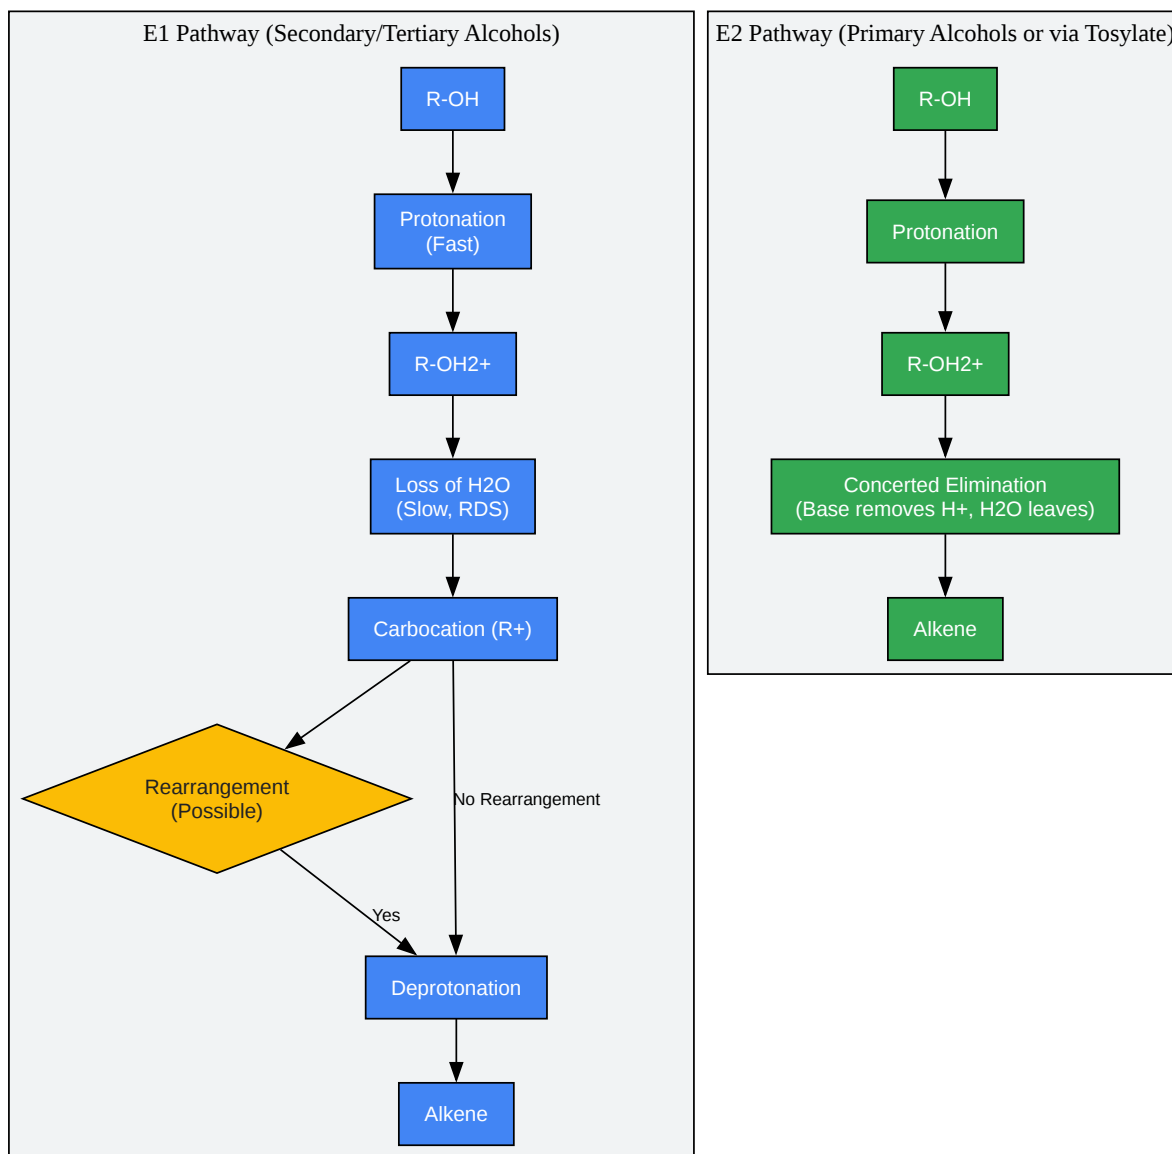 E1 Pathway (Secondary/Tertiary Alcohols)
R-OH
Protonation
(Fast)
R-OH2+
Loss of H2O
(Slow, RDS)
Carbocation (R+)
Rearrangement
(Possible)
No Rearrangement
Yes
Deprotonation
Alkene
E2 Pathway (Primary Alcohols or via Tosylate)
R-OH
Protonation
R-OH2+
Concerted Elimination
(Base removes H+, H2O leaves)
Alkene